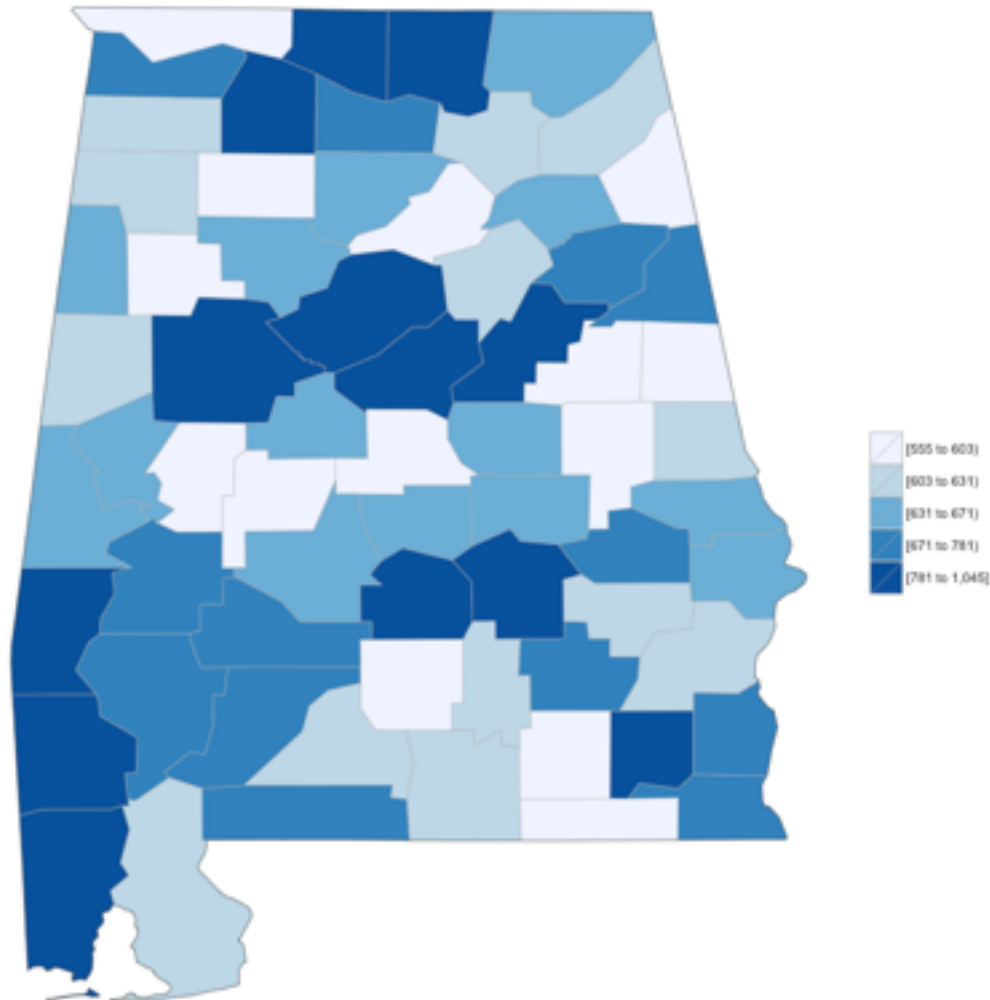 [555 to 603)
[603 to 631)
[631 to 671)
[671 to 781)
[781 to 1,045]